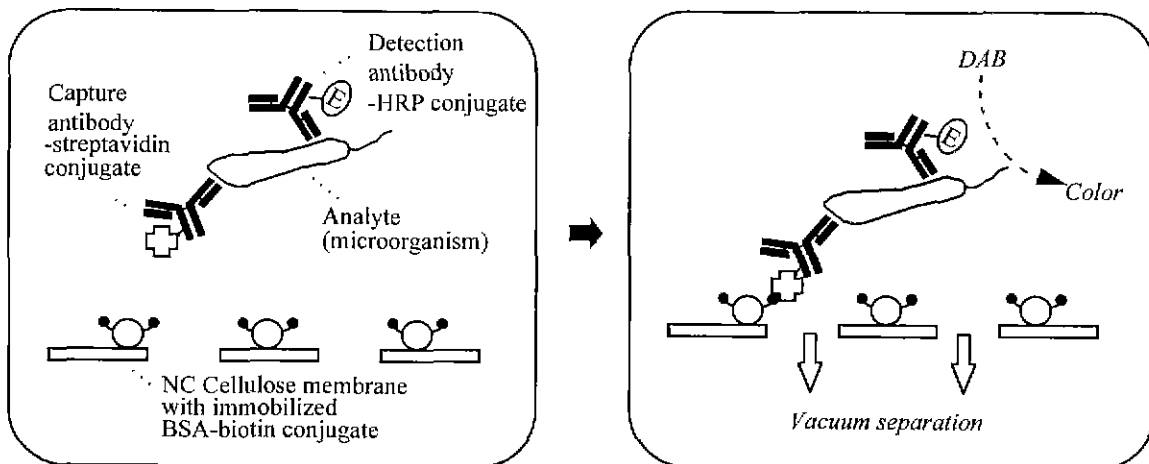 Detection
antibody
-HRP conjugate
E
Capture
antibody
-streptavidin
conjugate
Analyte
(microorganism)
NC Cellulose membrane
with immobilized
BSA-biotin conjugate
DAB
E
Color
Vacuum separation